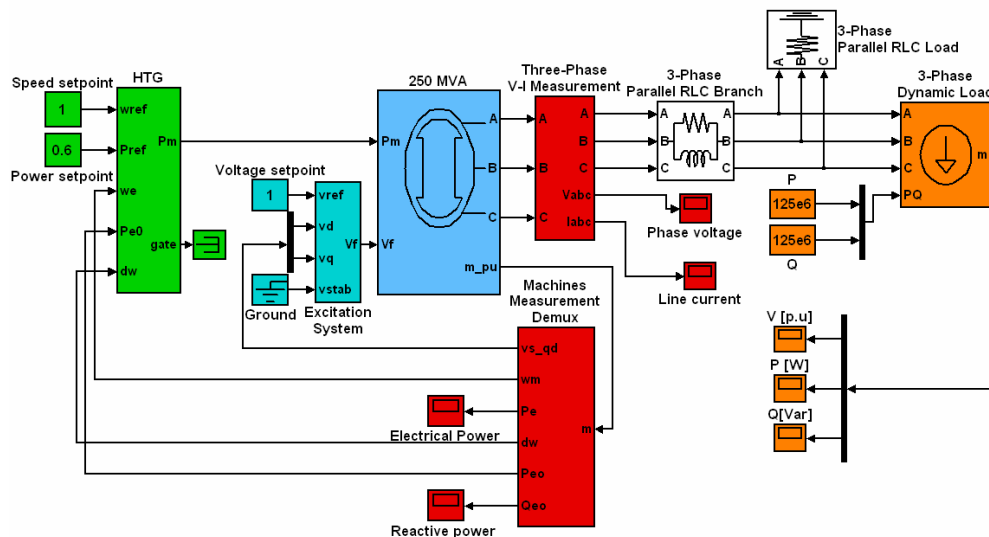 3-Phase
Parallel RLC Load
A B C
HTG
Speed setpoint
1
wref
0.6
Pref
Power setpoint
we
Pe0
dw
Pm
gate
250 MVA
Pm
Vf
A
B
C
m_pu
Voltage setpoint
1
vref
vd
vq
vstab
Vf
Ground
Excitation
System
Three-Phase
V-I Measurement
A
B
C
A
B
C
Vabc
Iabc
3-Phase
Parallel RLC Branch
A
B
C
A
B
C
3-Phase
Dynamic Load
A
B
C
PQ
m
P
125e6
125e6
Q
Phase voltage
Line current
Machines
Measurement
Demux
vs_qd
wm
Pe
dw
Peo
Qeo
m
Electrical Power
Reactive power
V [p.u]
P [W]
Q[Var]